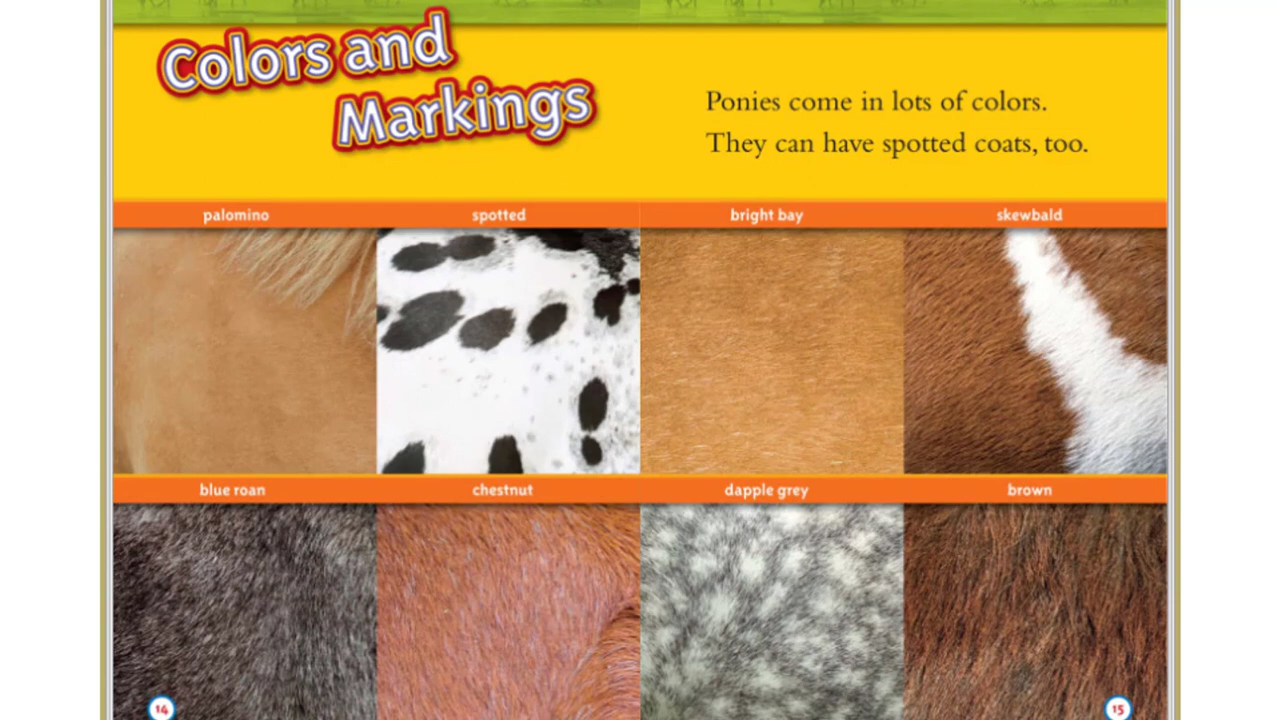 Colors and
Markings
Ponies come in lots of colors.
They can have spotted coats, too.
palomino
spotted
bright bay
skewbald
blue roan
chestnut
dapple grey
brown
14
15